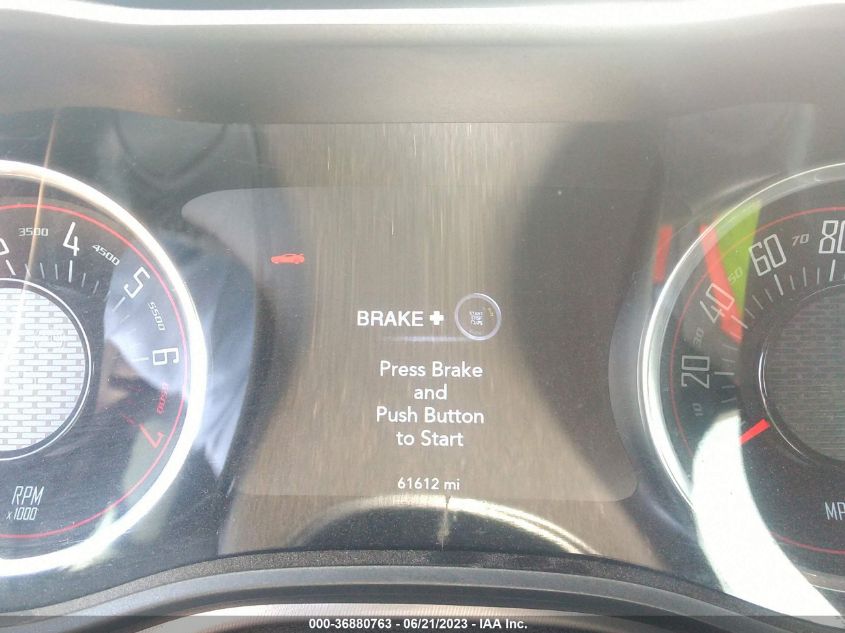 3500
4
4500
5
5500
6
6500
7
RPM
x1000
BRAKE +
START
STOP
Press Brake
and
Push Button
to Start
61612 mi
10
20
30
40
50
60
70
80
000-36880763 - 06/21/2023 - IAA Inc.